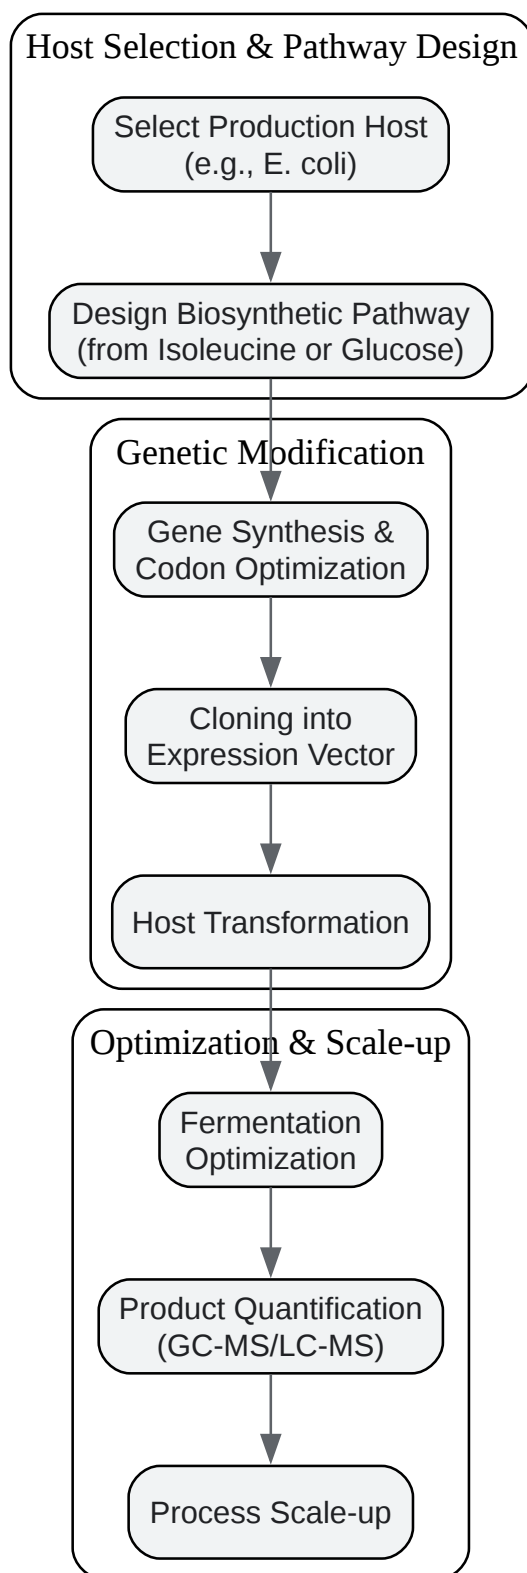 Host Selection & Pathway Design
Select Production Host
(e.g., E. coli)
Design Biosynthetic Pathway
(from Isoleucine or Glucose)
Genetic Modification
Gene Synthesis &
Codon Optimization
Cloning into
Expression Vector
Host Transformation
Optimization & Scale-up
Fermentation
Optimization
Product Quantification
(GC-MS/LC-MS)
Process Scale-up